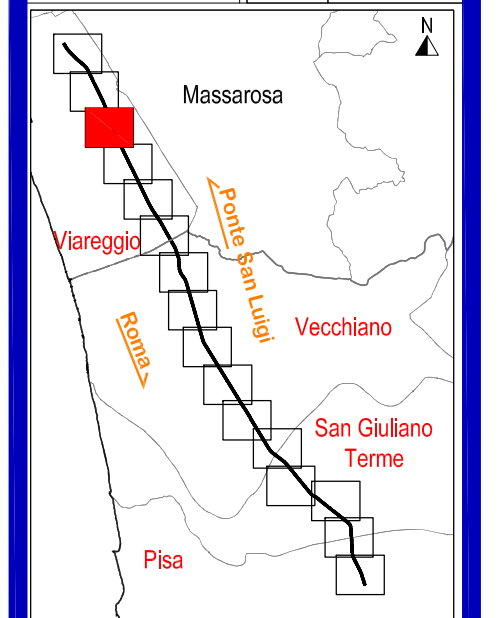 N
Massarosa
Viareggio
Ponte San Luigi
Roma
Vecchiano
San Giuliano
Terme
Pisa